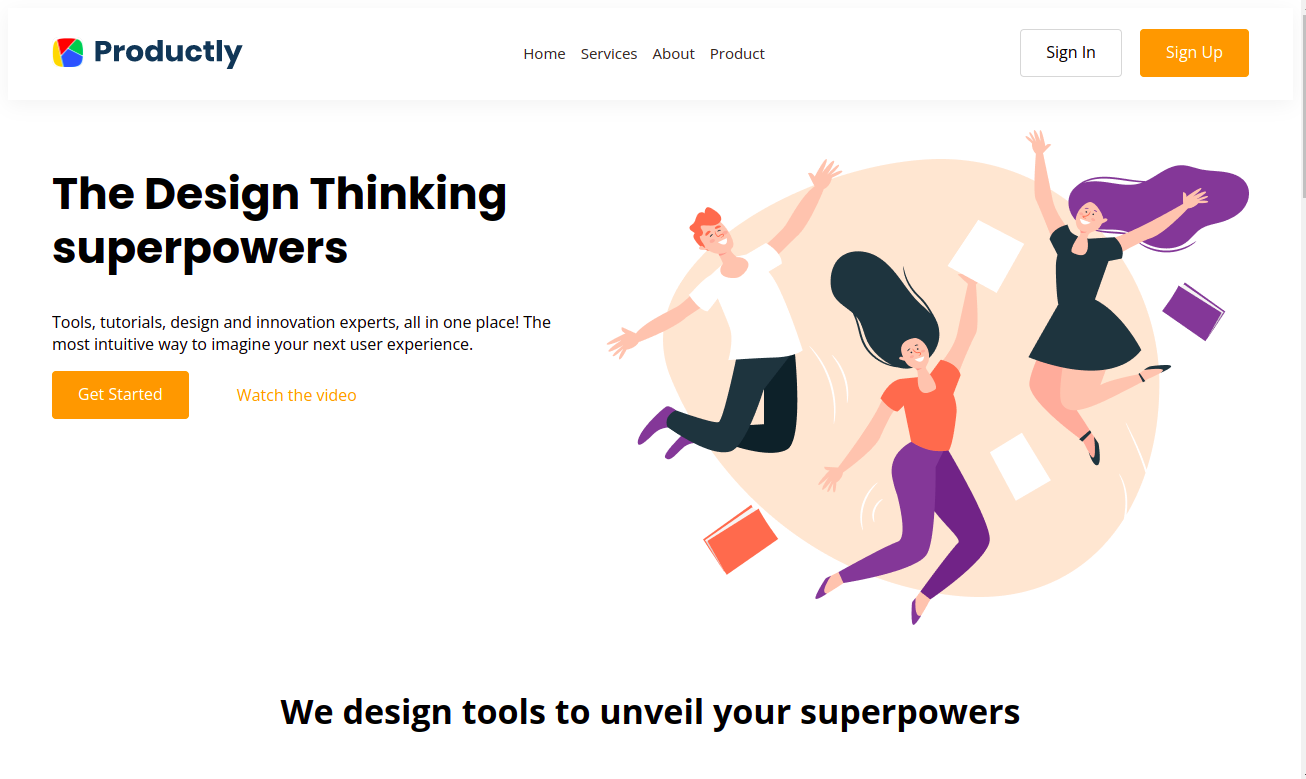 Productly
Home Services About Product
Sign In
Sign Up
The Design Thinking
superpowers
Tools, tutorials, design and innovation experts, all in one place! The
most intuitive way to imagine your next user experience.
Get Started
Watch the video
We design tools to unveil your superpowers